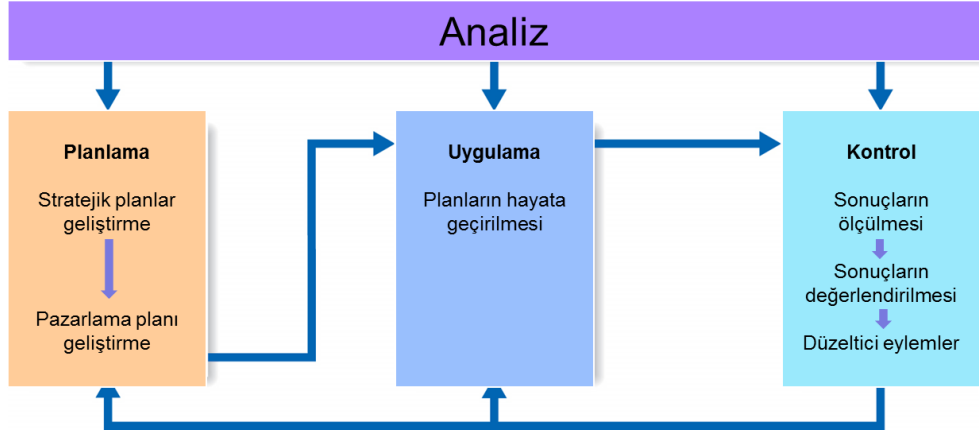 Analiz
Planlama
Stratejik planlar
geliştirme
Pazarlama planı
geliştirme
Uygulama
Planların hayata
geçirilmesi
Kontrol
Sonuçların
ölçülmesi
Sonuçların
değerlendirilmesi
Düzeltici eylemler